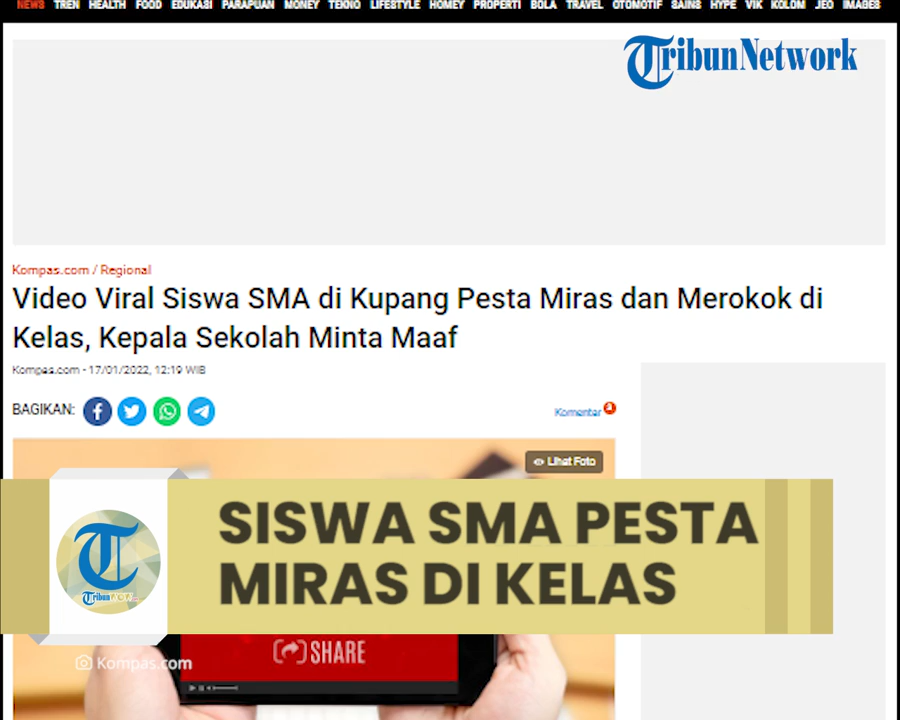 NEWS TREN HEALTH FOOD EDUKASI PARAPUAN MONEY TEKNO LIFESTYLE HOMEY PROPERTI BOLA TRAVEL OTOMOTIF SAINS HYPE VIK KOLOM JEO IMAGES
Tribun Network
Kompas.com / Regional
Video Viral Siswa SMA di Kupang Pesta Miras dan Merokok di
Kelas, Kepala Sekolah Minta Maaf
Kompas.com - 17/01/2022, 12:19 WIB
BAGIKAN:
Komentar
Lihat Foto
SISWA SMA PESTA
MIRAS DI KELAS
Tribun
SHARE
Kompas.com